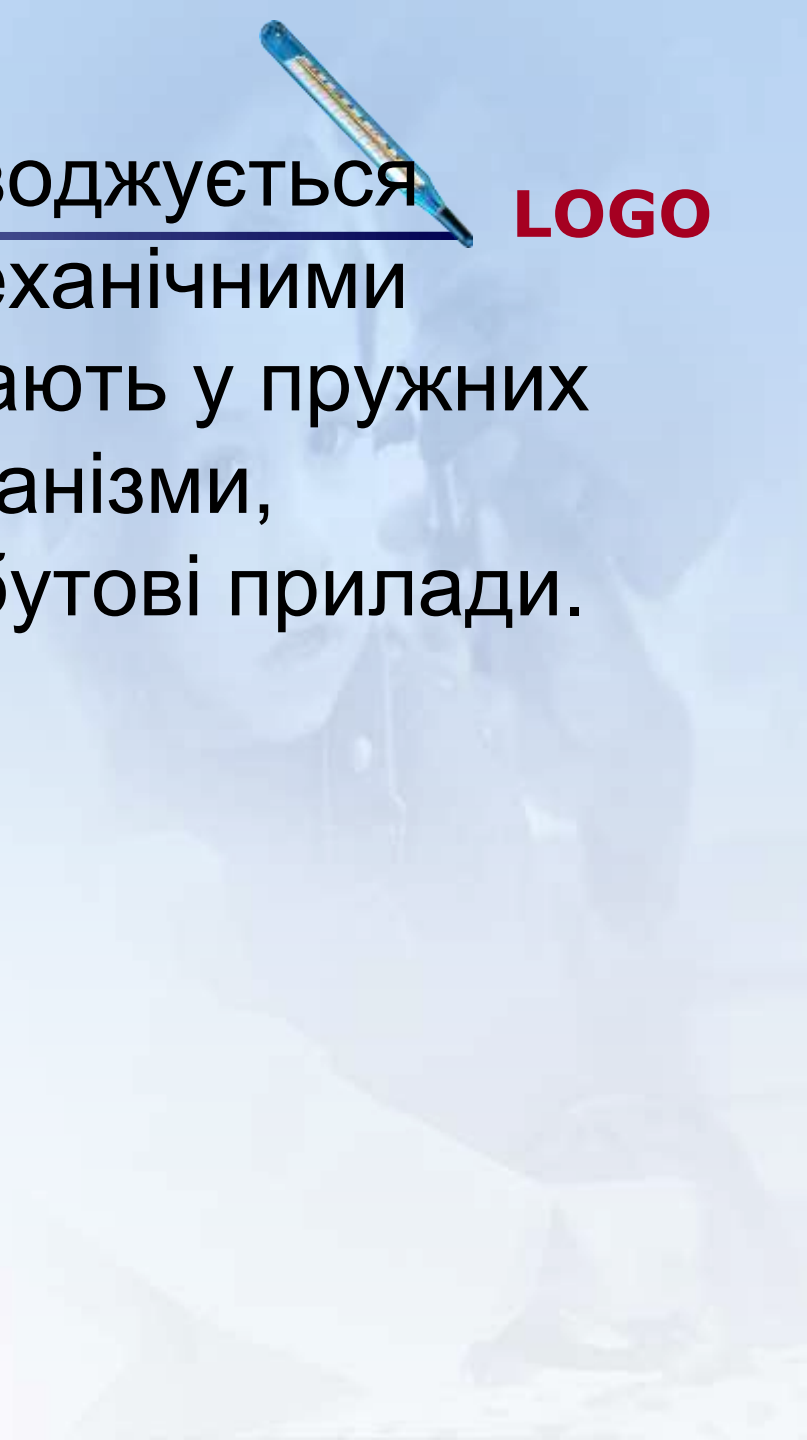 воджується
LOGO
еханічними
ають у пружних
анізми,
бутові прилади.